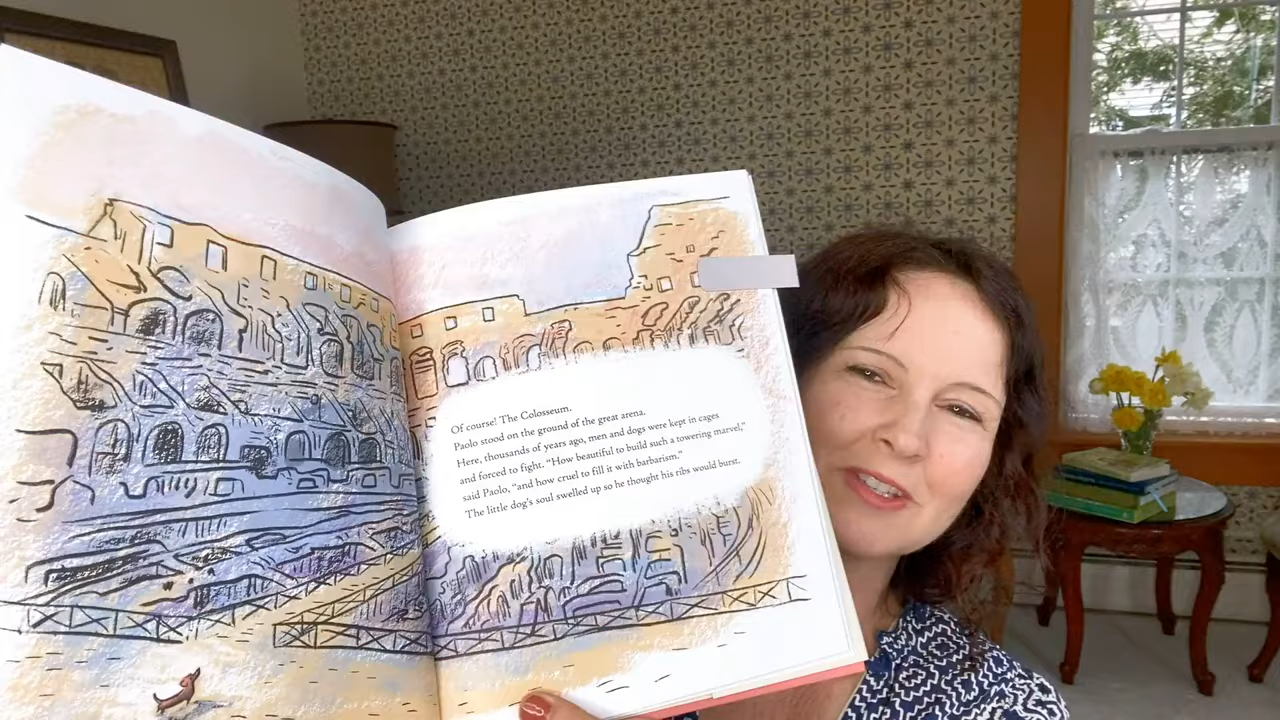 Of course! The Colosseum.
Paolo stood on the ground of the great arena.
Here, thousands of years ago, men and dogs were kept in cages
and forced to fight. “How beautiful to build such a towering marvel,”
said Paolo, “and how cruel to fill it with barbarism.”
The little dog’s soul swelled up so he thought his ribs would burst.